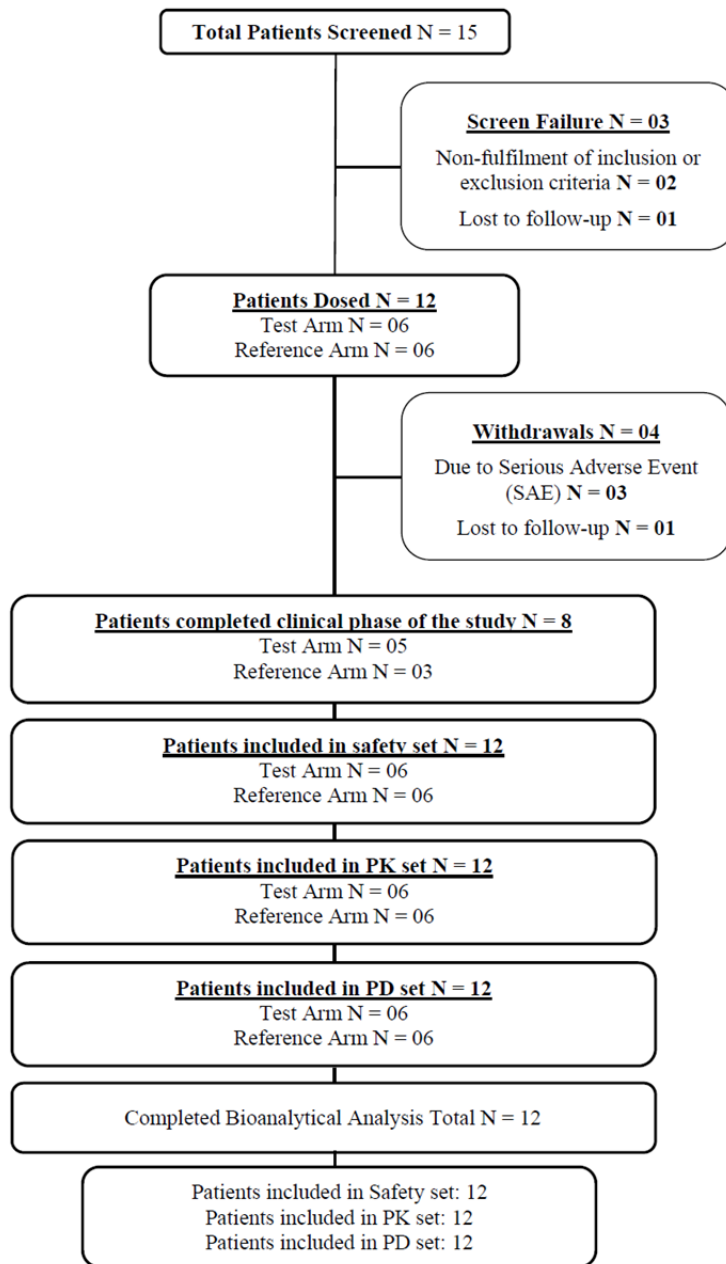 Total Patients Screened N = 15
Screen Failure N = 03
Non-fulfilment of inclusion or
exclusion criteria N = 02
Lost to follow-up N = 01
Patients Dosed N = 12
Test Arm N = 06
Reference Arm N = 06
Withdrawals N = 04
Due to Serious Adverse Event
(SAE) N = 03
Lost to follow-up N = 01
Patients completed clinical phase of the study N = 8
Test Arm N = 05
Reference Arm N = 03
Patients included in safety set N = 12
Test Arm N = 06
Reference Arm N = 06
Patients included in PK set N = 12
Test Arm N = 06
Reference Arm N = 06
Patients included in PD set N = 12
Test Arm N = 06
Reference Arm N = 06
Completed Bioanalytical Analysis Total N = 12
Patients included in Safety set: 12
Patients included in PK set: 12
Patients included in PD set: 12